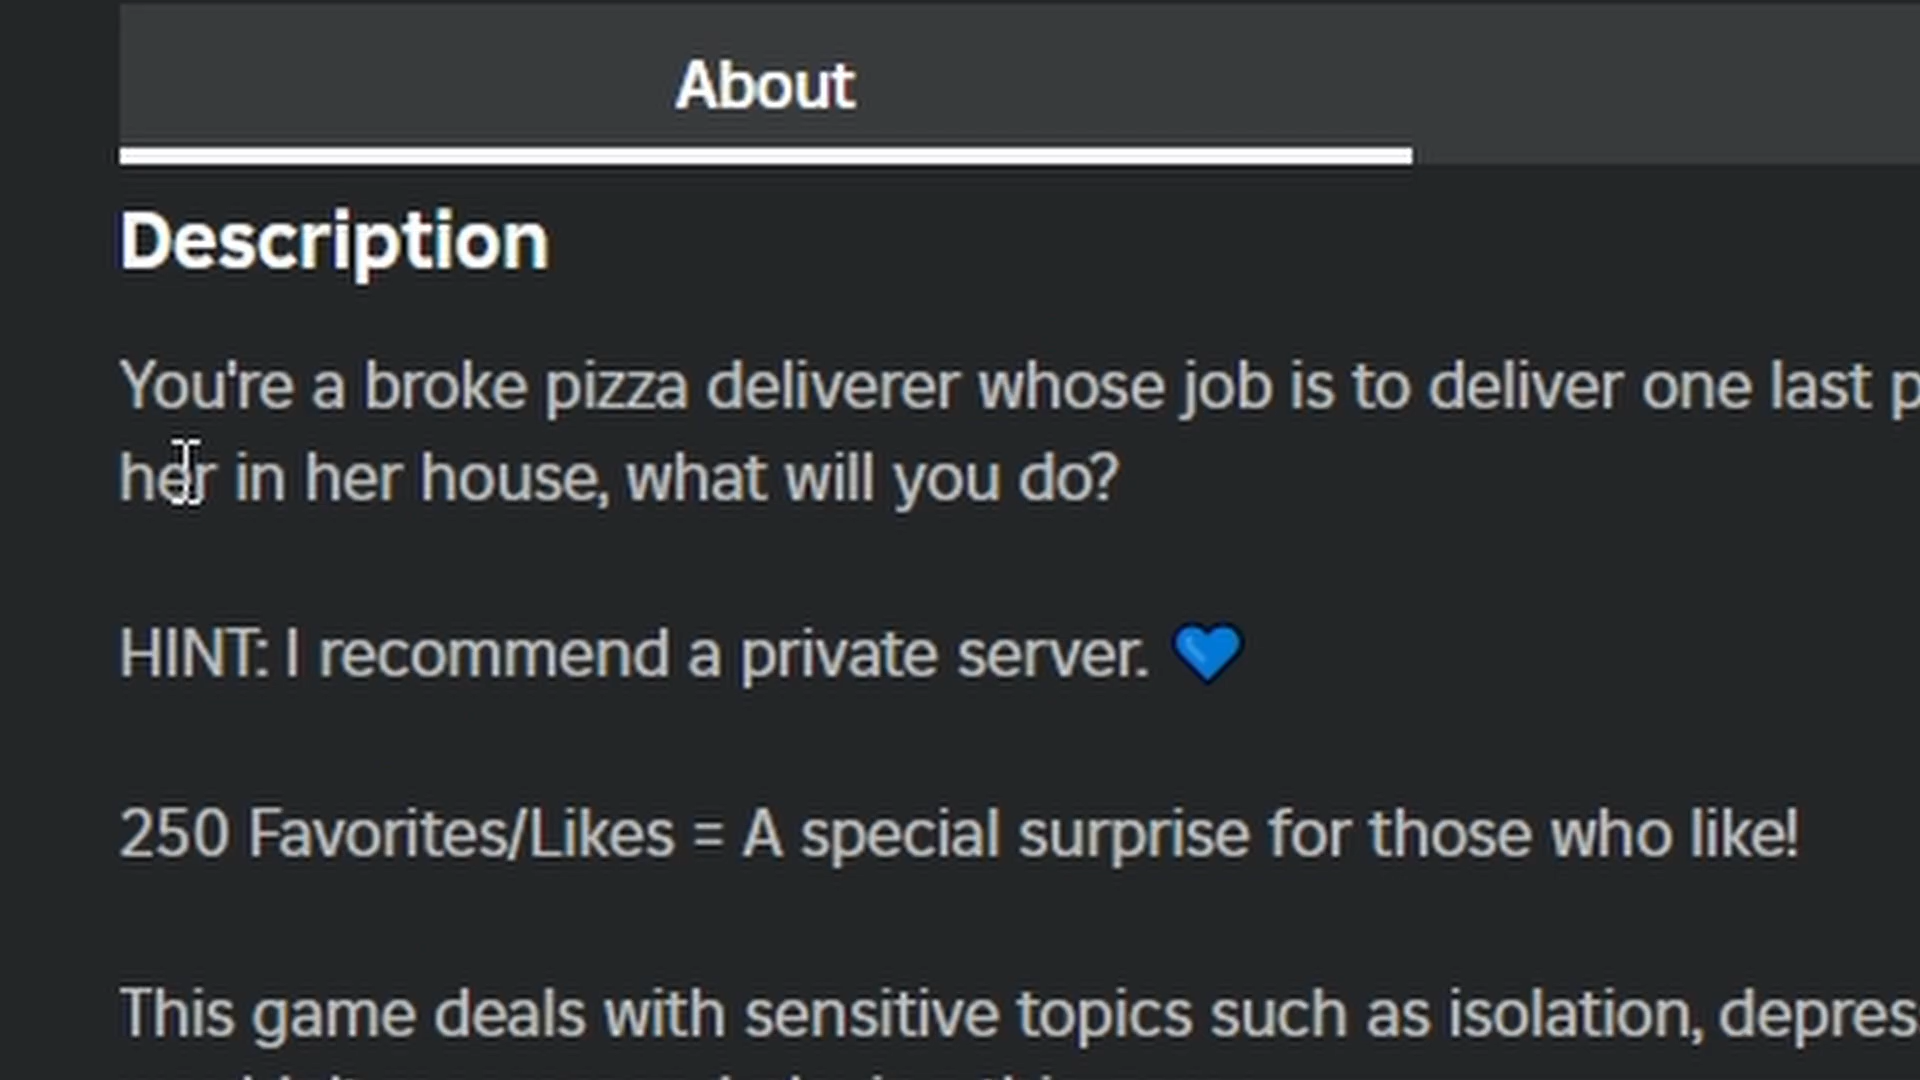 About
Description
You're a broke pizza deliverer whose job is to deliver one last
her in her house, what will you do?
HINT: I recommend a private server. 💙
250 Favorites/Likes = A special surprise for those who like!
This game deals with sensitive topics such as isolation,